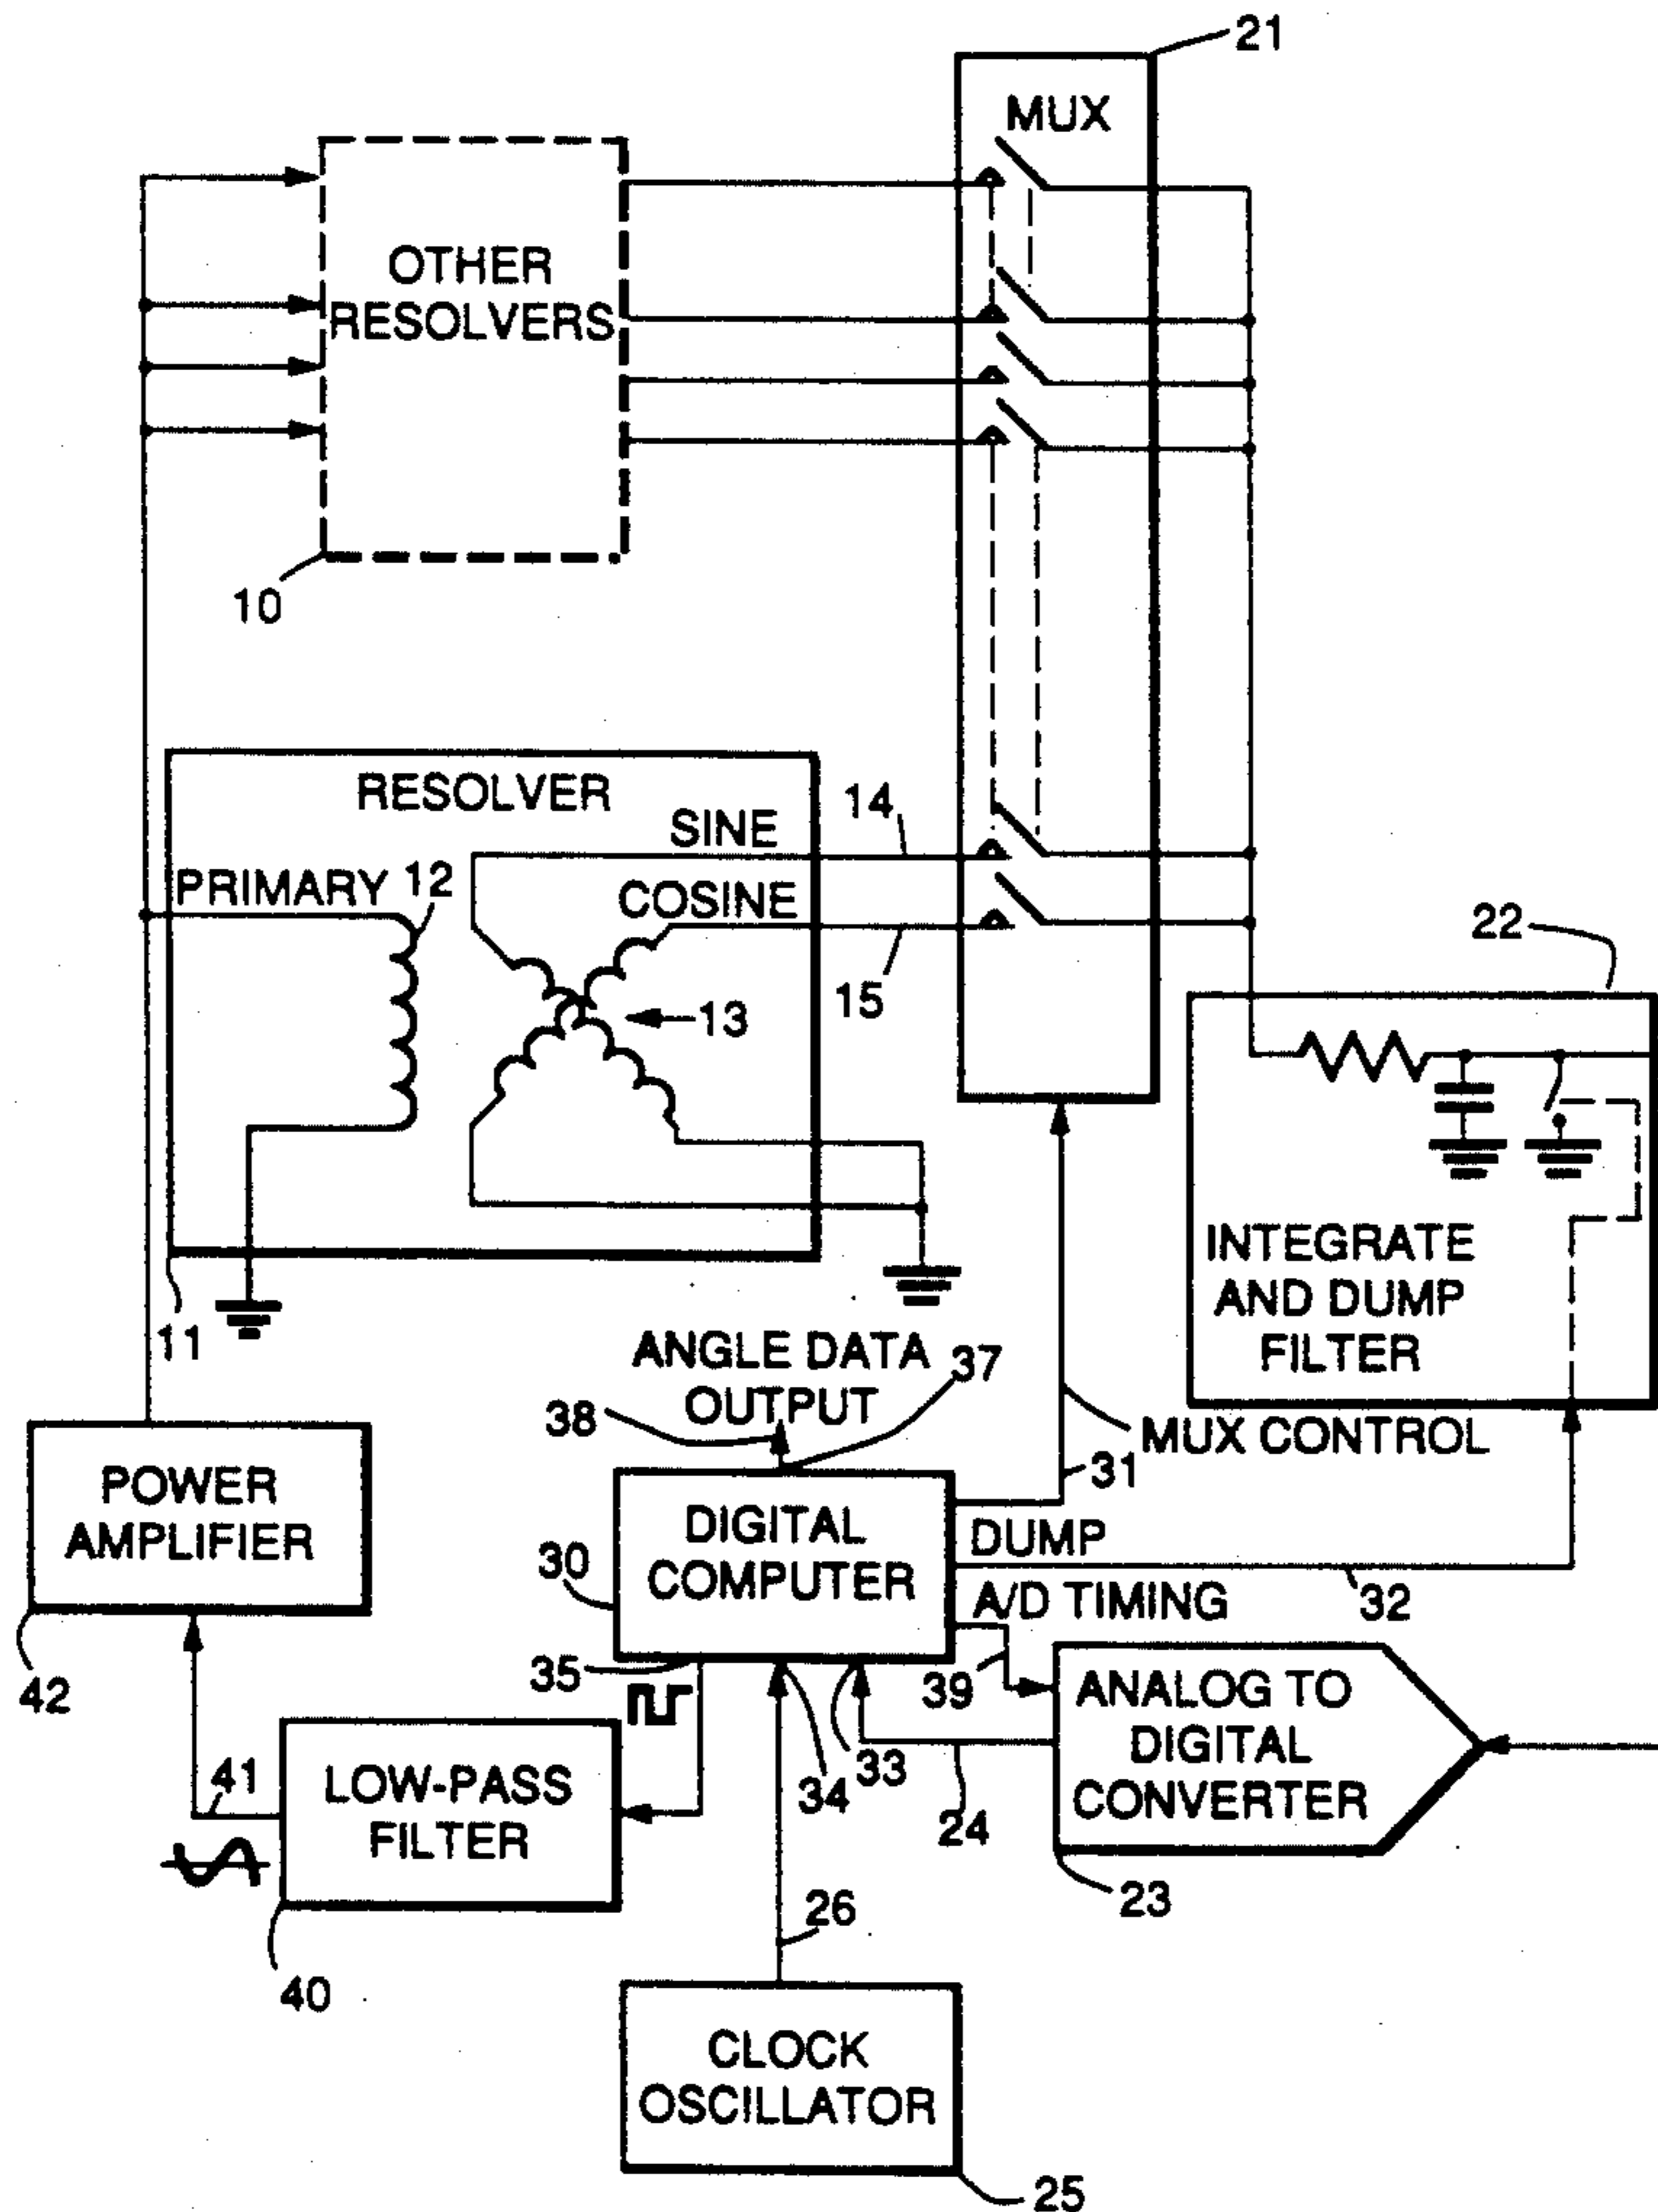 21
MUX
OTHER
RESOLVERS
10
RESOLVER
SINE
14
PRIMARY
12
COSINE
15
13
22
INTEGRATE
AND DUMP
FILTER
11
ANGLE DATA
OUTPUT
37
38
MUX CONTROL
31
POWER
AMPLIFIER
42
DIGITAL
COMPUTER
30
DUMP
32
A/D TIMING
35
39
ANALOG TO
DIGITAL
CONVERTER
34
33
24
23
41
LOW-PASS
FILTER
40
26
CLOCK
OSCILLATOR
25